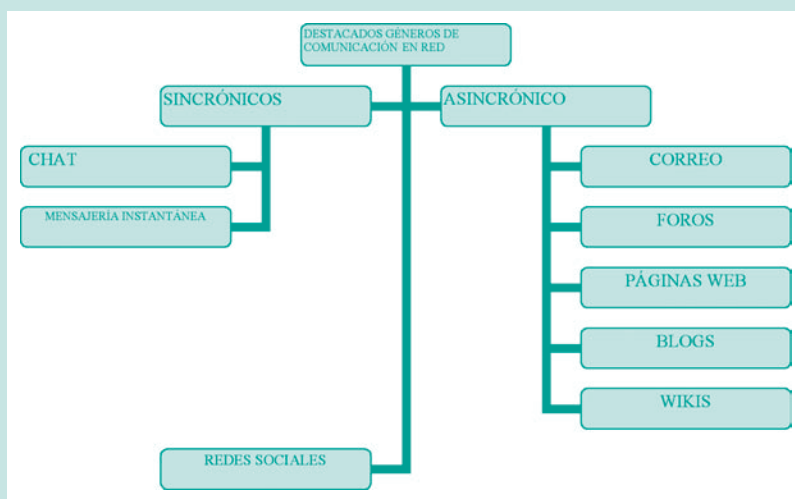 DESTACADOS GÉNEROS DE
COMUNICACIÓN EN RED
SINCRÓNICOS
ASINCRÓNICO
CHAT
CORREO
MENSAJERÍA INSTANTÁNEA
FOROS
PÁGINAS WEB
BLOGS
WIKIS
REDES SOCIALES